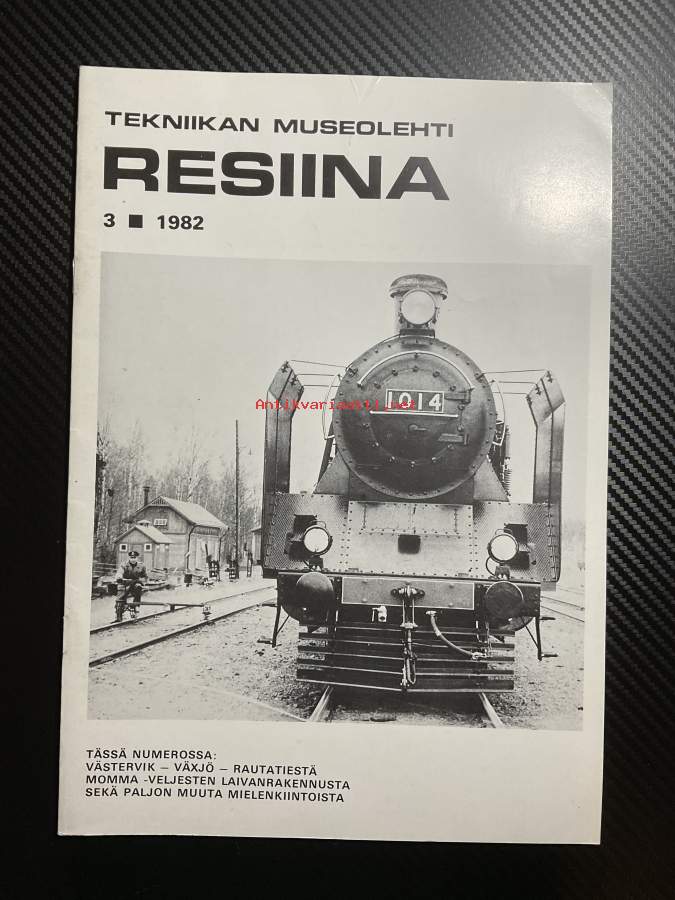 TEKNIIKAN MUSEOLEHTI
RESIINA
3 ■ 1982
1014
Antikvariaatti.net
TÄSSÄ NUMEROSSA:
VÄSTERVIK – VÄXJÖ – RAUTATIESTÄ
MOMMA -VELJESTEN LAIVANRAKENNUSTA
SEKÄ PALJON MUUTA MIELENKIINTOISTA